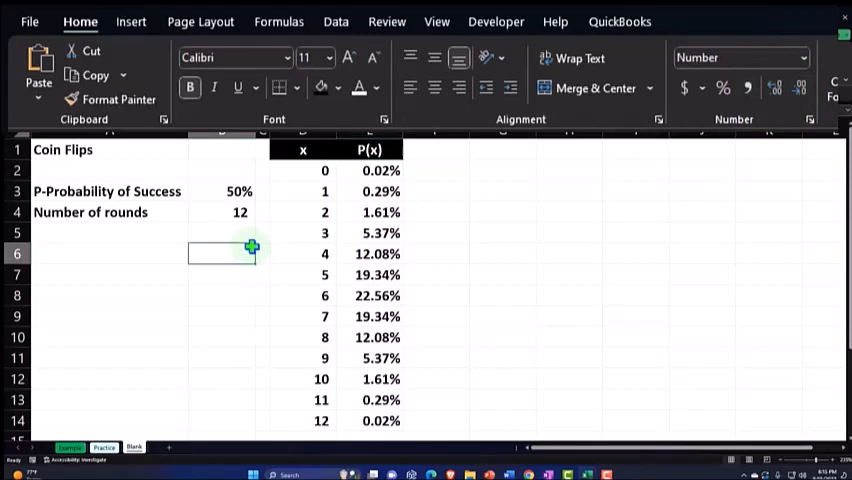 File Home Insert Page Layout Formulas Data Review View Developer Help QuickBooks
Cut
Calibri 11 Wrap Text Number
Paste Copy
Format Painter B I U A Merge & Center $ %
Clipboard Font Alignment Number
1 Coin Flips x P(x)
2 0 0.02%
3 P-Probability of Success 50% 1 0.29%
4 Number of rounds 12 2 1.61%
5 3 5.37%
6 4 12.08%
7 5 19.34%
8 6 22.56%
9 7 19.34%
10 8 12.08%
11 9 5.37%
12 10 1.61%
13 11 0.29%
14 12 0.02%
Example Practice Blank
Ready Accessibility: Investigate
77°F Search